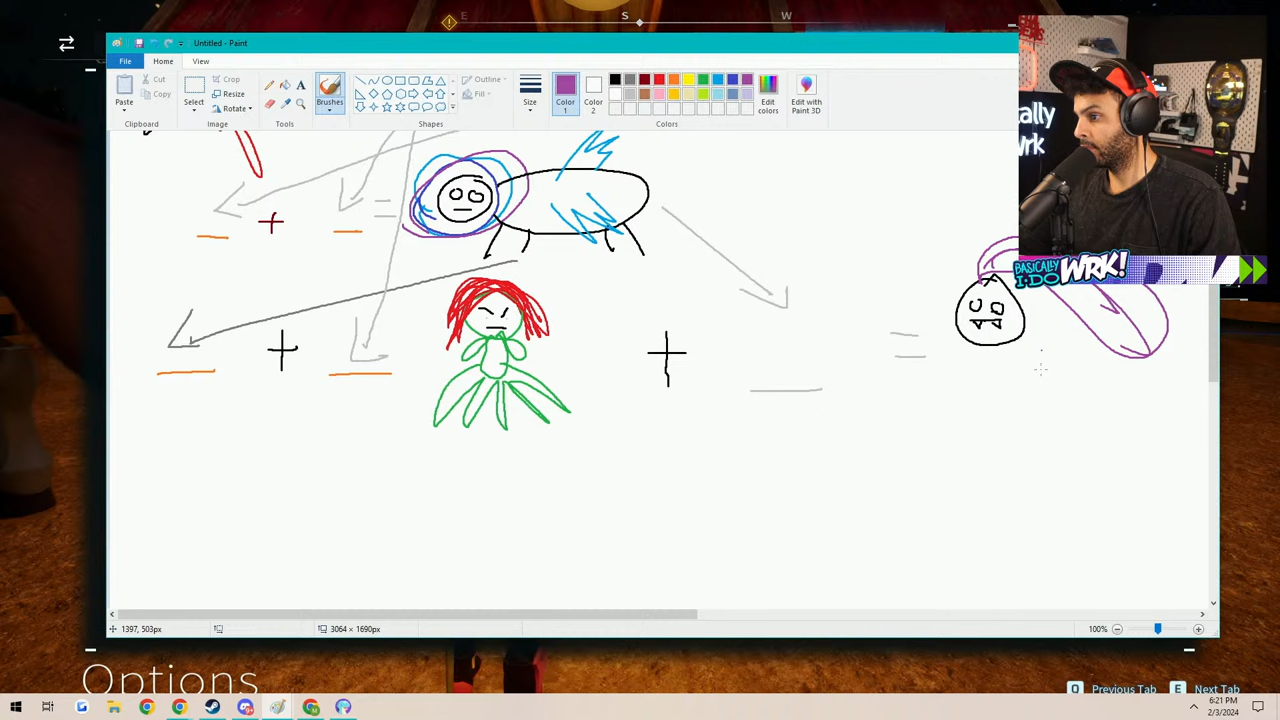 E S W
Untitled - Paint
File Home View
Paste Cut Copy
Clipboard
Select Crop Resize Rotate
Image
Tools
Brushes
Shapes
Outline Fill
Size
Color 1
Color 2
Edit colors
Edit with Paint 3D
Colors
cally
Wrk
BASICALLY I DO WRK!
1397, 503px
3064 × 1690px
100%
Options
Q Previous Tab E Next Tab
6:21 PM
2/3/2024